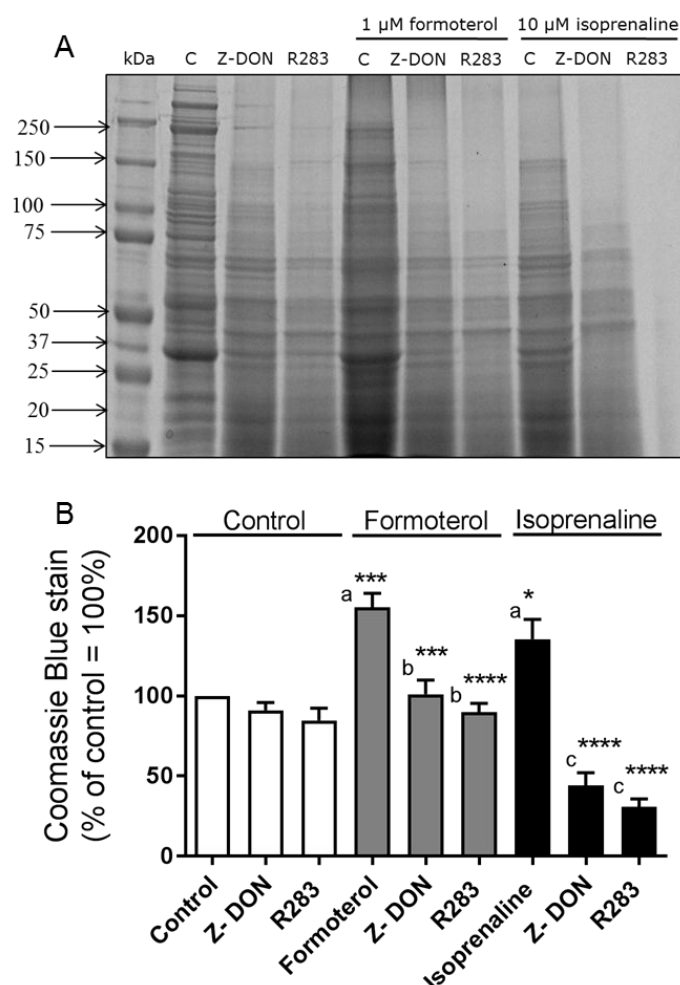 A
1 µM formoterol 10 µM isoprenaline
kDa C Z-DON R283 C Z-DON R283 C Z-DON R283
250
150
100
75
50
37
25
20
15
B
Control Formoterol Isoprenaline
Coomassie Blue stain
(% of control = 100%)
200
150
100
50
0
a ***
b ***
b ****
a *
c ****
c ****
Control Z- DON R283 Formoterol Z- DON R283 Isoprenaline Z- DON R283